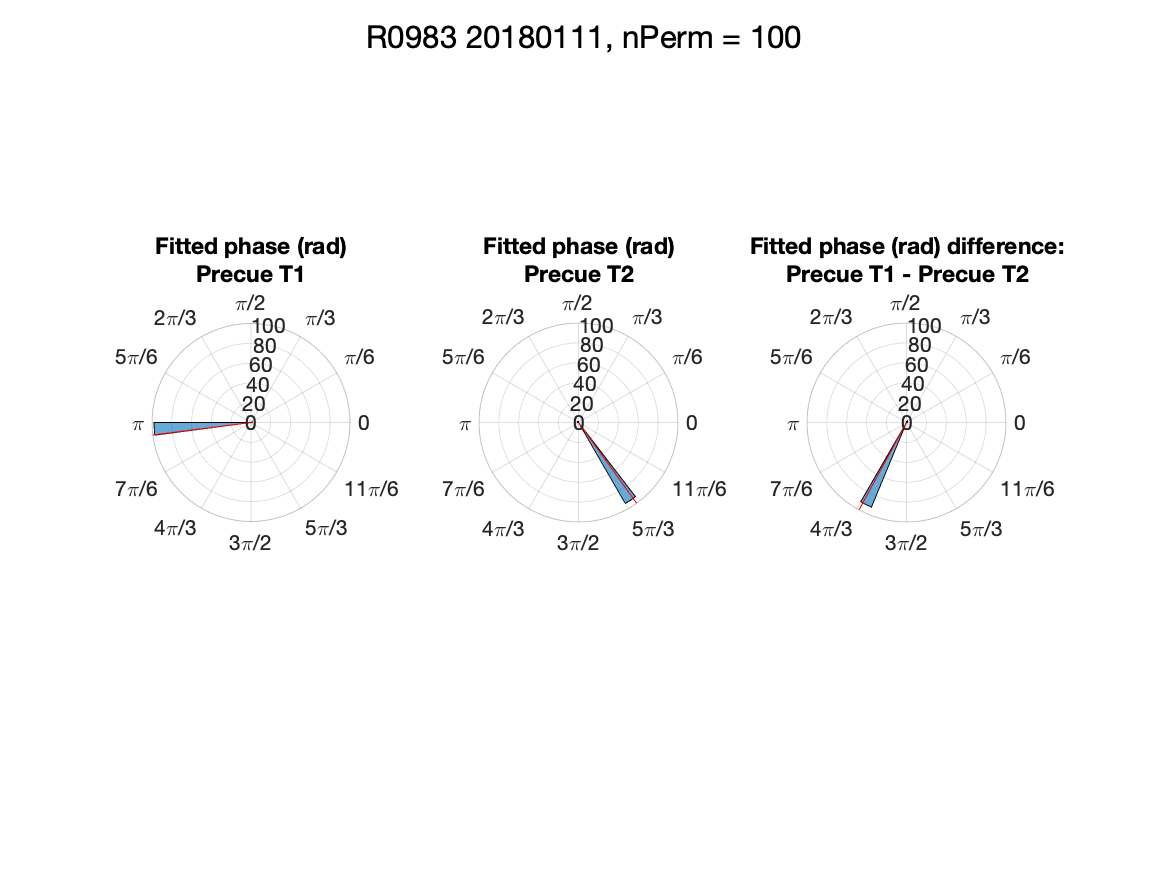 R0983 20180111, nPerm = 100
Fitted phase (rad)
Precue T1
π/2
2π/3
π/3
100
5π/6
80
π/6
60
40
20
π
0
0
7π/6
11π/6
4π/3
5π/3
3π/2
Fitted phase (rad)
Precue T2
π/2
2π/3
π/3
100
5π/6
80
π/6
60
40
20
π
0
0
7π/6
11π/6
4π/3
5π/3
3π/2
Fitted phase (rad) difference:
Precue T1 - Precue T2
π/2
2π/3
π/3
100
5π/6
80
π/6
60
40
20
π
0
0
7π/6
11π/6
4π/3
5π/3
3π/2